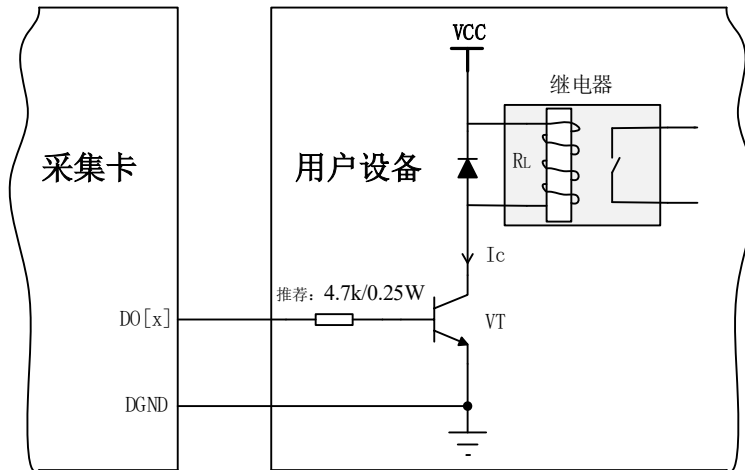 VCC
继电器
采集卡
用户设备
RL
Ic
推荐：4.7k/0.25W
DO[x]
VT
DGND